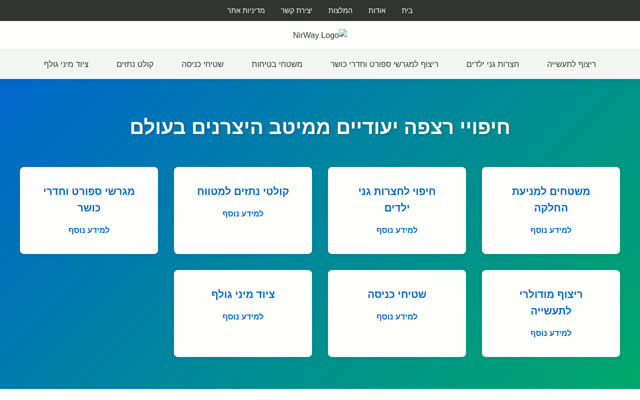 בית אודות המלצות יצירת קשר מדיניות אתר
NirWay Logo
ריצוף לתעשייה חצרות גני ילדים ריצוף למגרשי ספורט וחדרי כושר משטחי בטיחות שטיחי כניסה קולט נתזים ציוד מיני גולף
חיפויי רצפה יעודיים ממיטב היצרנים בעולם
משטחים למניעת
החלקה
למידע נוסף
חיפוי לחצרות גני
ילדים
למידע נוסף
קולטי נתזים למטווח
למידע נוסף
מגרשי ספורט וחדרי
כושר
למידע נוסף
ריצוף מודולרי
לתעשייה
למידע נוסף
שטיחי כניסה
למידע נוסף
ציוד מיני גולף
למידע נוסף